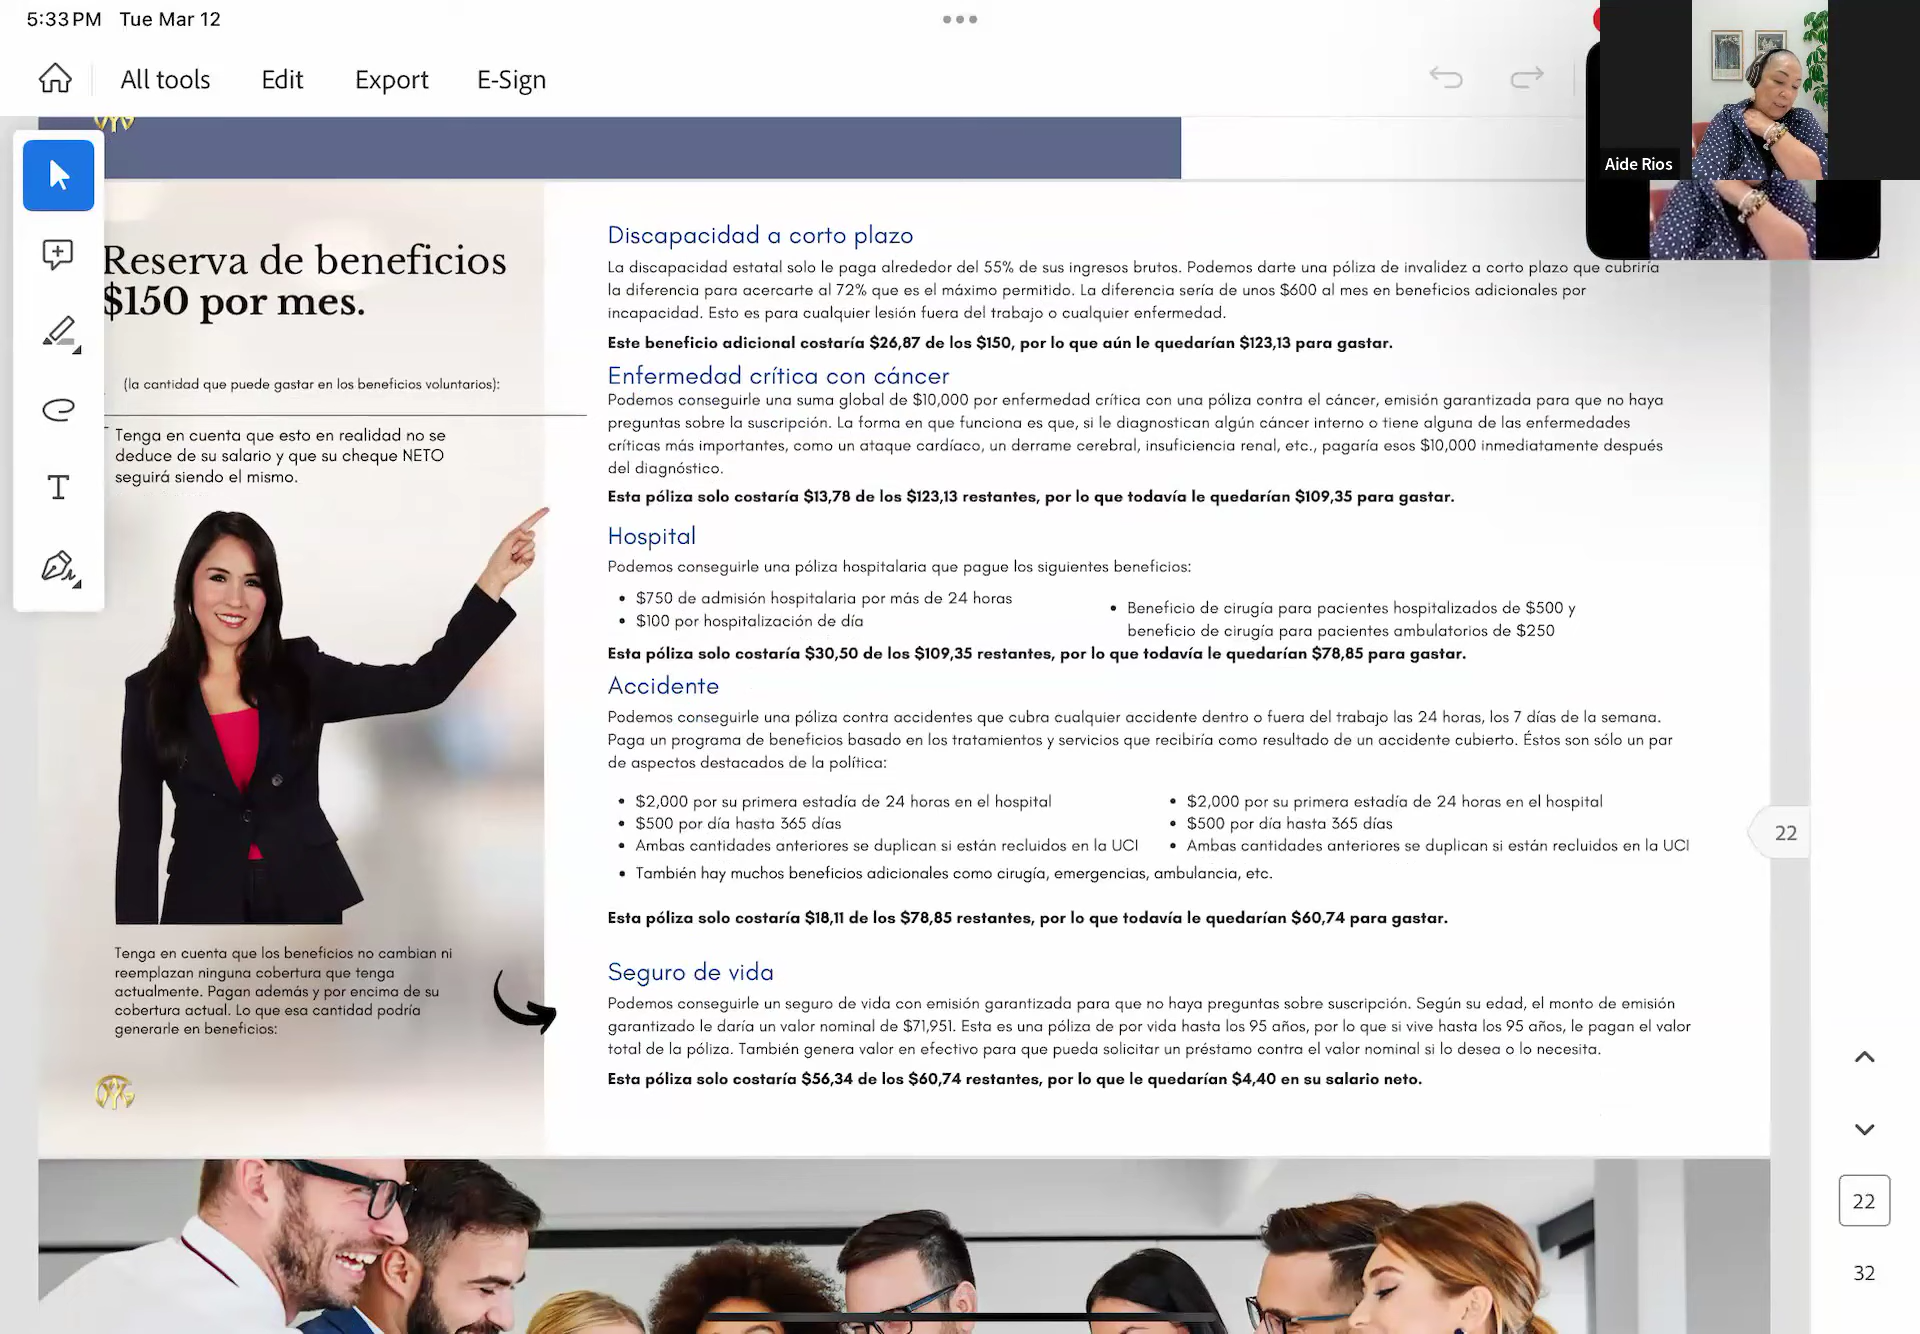 5:33 PM Tue Mar 12
All tools Edit Export E-Sign
Aide Rios
Reserva de beneficios
$150 por mes.
(la cantidad que puede gastar en los beneficios voluntarios):
Tenga en cuenta que esto en realidad no se
deduce de su salario y que su cheque NETO
seguirá siendo el mismo.
Tenga en cuenta que los beneficios no cambian ni
reemplazan ninguna cobertura que tenga
actualmente. Pagan además y por encima de su
cobertura actual. Lo que esa cantidad podría
generarle en beneficios:
Discapacidad a corto plazo
La discapacidad estatal solo le paga alrededor del 55% de sus ingresos brutos. Podemos darte una póliza de invalidez a corto plazo que cubriría
la diferencia para acercarte al 72% que es el máximo permitido. La diferencia sería de unos $600 al mes en beneficios adicionales por
incapacidad. Esto es para cualquier lesión fuera del trabajo o cualquier enfermedad.
Este beneficio adicional costaría $26,87 de los $150, por lo que aún le quedarían $123,13 para gastar.
Enfermedad crítica con cáncer
Podemos conseguirle una suma global de $10,000 por enfermedad crítica con una póliza contra el cáncer, emisión garantizada para que no haya
preguntas sobre la suscripción. La forma en que funciona es que, si le diagnostican algún cáncer interno o tiene alguna de las enfermedades
críticas más importantes, como un ataque cardíaco, un derrame cerebral, insuficiencia renal, etc., pagaría esos $10,000 inmediatamente después
del diagnóstico.
Esta póliza solo costaría $13,78 de los $123,13 restantes, por lo que todavía le quedarían $109,35 para gastar.
Hospital
Podemos conseguirle una póliza hospitalaria que pague los siguientes beneficios:
• $750 de admisión hospitalaria por más de 24 horas
• $100 por hospitalización de día
• Beneficio de cirugía para pacientes hospitalizados de $500 y
beneficio de cirugía para pacientes ambulatorios de $250
Esta póliza solo costaría $30,50 de los $109,35 restantes, por lo que todavía le quedarían $78,85 para gastar.
Accidente
Podemos conseguirle una póliza contra accidentes que cubra cualquier accidente dentro o fuera del trabajo las 24 horas, los 7 días de la semana.
Paga un programa de beneficios basado en los tratamientos y servicios que recibiría como resultado de un accidente cubierto. Éstos son sólo un par
de aspectos destacados de la política:
• $2,000 por su primera estadía de 24 horas en el hospital
• $500 por día hasta 365 días
• Ambas cantidades anteriores se duplican si están recluidos en la UCI
• También hay muchos beneficios adicionales como cirugía, emergencias, ambulancia, etc.
• $2,000 por su primera estadía de 24 horas en el hospital
• $500 por día hasta 365 días
• Ambas cantidades anteriores se duplican si están recluidos en la UCI
Esta póliza solo costaría $18,11 de los $78,85 restantes, por lo que todavía le quedarían $60,74 para gastar.
Seguro de vida
Podemos conseguirle un seguro de vida con emisión garantizada para que no haya preguntas sobre suscripción. Según su edad, el monto de emisión
garantizado le daría un valor nominal de $71,951. Esta es una póliza de por vida hasta los 95 años, por lo que si vive hasta los 95 años, le pagan el valor
total de la póliza. También genera valor en efectivo para que pueda solicitar un préstamo contra el valor nominal si lo desea o lo necesita.
Esta póliza solo costaría $56,34 de los $60,74 restantes, por lo que le quedarían $4,40 en su salario neto.
22
22
32